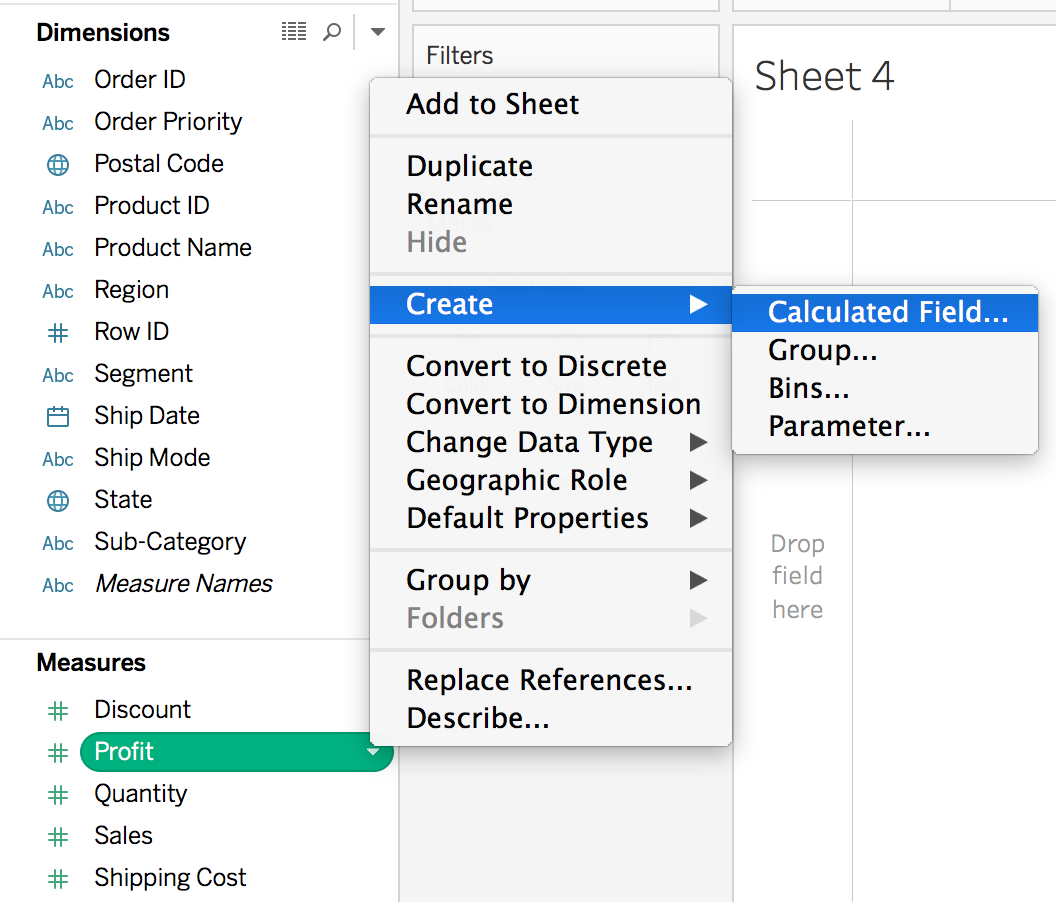 Dimensions
Abc Order ID
Abc Order Priority
Postal Code
Abc Product ID
Abc Product Name
Abc Region
Row ID
Abc Segment
Ship Date
Abc Ship Mode
State
Abc Sub-Category
Abc Measure Names
Measures
Discount
Profit
Quantity
Sales
Shipping Cost
Filters
Add to Sheet
Duplicate
Rename
Hide
Create
Convert to Discrete
Convert to Dimension
Change Data Type
Geographic Role
Default Properties
Group by
Folders
Replace References...
Describe...
Calculated Field...
Group...
Bins...
Parameter...
Sheet 4
Drop
field
here